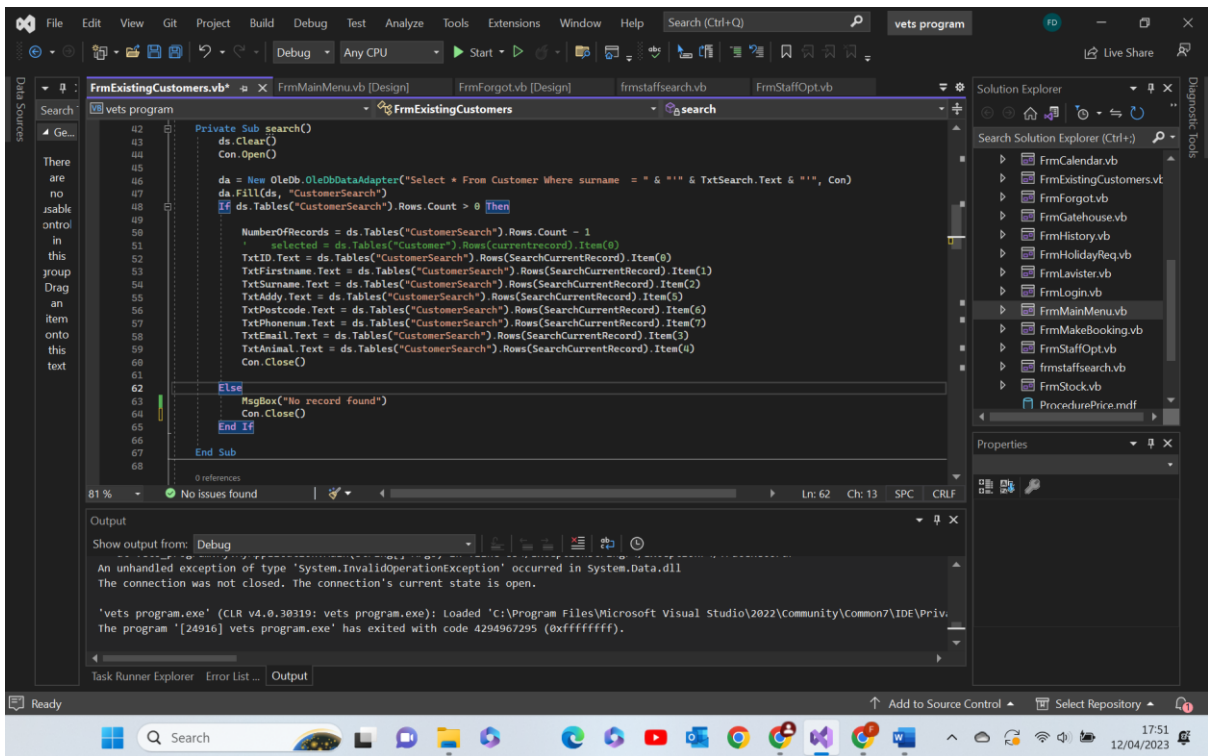 File Edit View Git Project Build Debug Test Analyze Tools Extensions Window Help Search (Ctrl+Q) vets program FD
Debug Any CPU Start Live Share
Data Sources
Search
Ge...
There
are
no
usable
ontrol
in
this
group
Drag
an
item
onto
this
text
FrmExistingCustomers.vb* FrmMainMenu.vb [Design] FrmForgot.vb [Design] frmstaffsearch.vb FrmStaffOpt.vb
vets program FrmExistingCustomers search
42 Private Sub search()
43 ds.Clear()
44 Con.Open()
45
46 da = New OleDb.OleDbDataAdapter("Select * From Customer Where surname = " & "'" & TxtSearch.Text & "'", Con)
47 da.Fill(ds, "CustomerSearch")
48 If ds.Tables("CustomerSearch").Rows.Count > 0 Then
49
50 NumberOfRecords = ds.Tables("CustomerSearch").Rows.Count - 1
51 ' selected = ds.Tables("Customer").Rows(currentrecord).Item(0)
52 TxtID.Text = ds.Tables("CustomerSearch").Rows(SearchCurrentRecord).Item(0)
53 TxtFirstname.Text = ds.Tables("CustomerSearch").Rows(SearchCurrentRecord).Item(1)
54 TxtSurname.Text = ds.Tables("CustomerSearch").Rows(SearchCurrentRecord).Item(2)
55 TxtAddy.Text = ds.Tables("CustomerSearch").Rows(SearchCurrentRecord).Item(5)
56 TxtPostcode.Text = ds.Tables("CustomerSearch").Rows(SearchCurrentRecord).Item(6)
57 TxtPhonenum.Text = ds.Tables("CustomerSearch").Rows(SearchCurrentRecord).Item(7)
58 TxtEmail.Text = ds.Tables("CustomerSearch").Rows(SearchCurrentRecord).Item(3)
59 TxtAnimal.Text = ds.Tables("CustomerSearch").Rows(SearchCurrentRecord).Item(4)
60 Con.Close()
61
62 Else
63 MsgBox("No record found")
64 Con.Close()
65 End If
66
67 End Sub
68
0 references
81 % No issues found Ln: 62 Ch: 13 SPC CRLF
Output
Show output from: Debug
An unhandled exception of type 'System.InvalidOperationException' occurred in System.Data.dll
The connection was not closed. The connection's current state is open.
'vets program.exe' (CLR v4.0.30319: vets program.exe): Loaded 'C:\Program Files\Microsoft Visual Studio\2022\Community\Common7\IDE\Priv
The program '[24916] vets program.exe' has exited with code 4294967295 (0xffffffff).
Task Runner Explorer Error List ... Output
Solution Explorer
Search Solution Explorer (Ctrl+;)
FrmCalendar.vb
FrmExistingCustomers.vb
FrmForgot.vb
FrmGatehouse.vb
FrmHistory.vb
FrmHolidayReq.vb
FrmLavister.vb
FrmLogin.vb
FrmMainMenu.vb
FrmMakeBooking.vb
FrmStaffOpt.vb
frmstaffsearch.vb
FrmStock.vb
ProcedurePrice.mdf
Properties
Diagnostic Tools
Ready Add to Source Control Select Repository
Search
17:51
12/04/2023